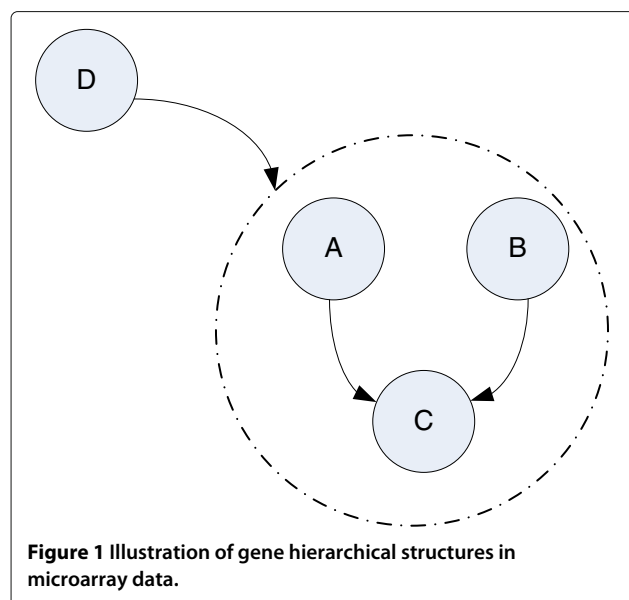 D
A
B
C
Figure 1 Illustration of gene hierarchical structures in
microarray data.